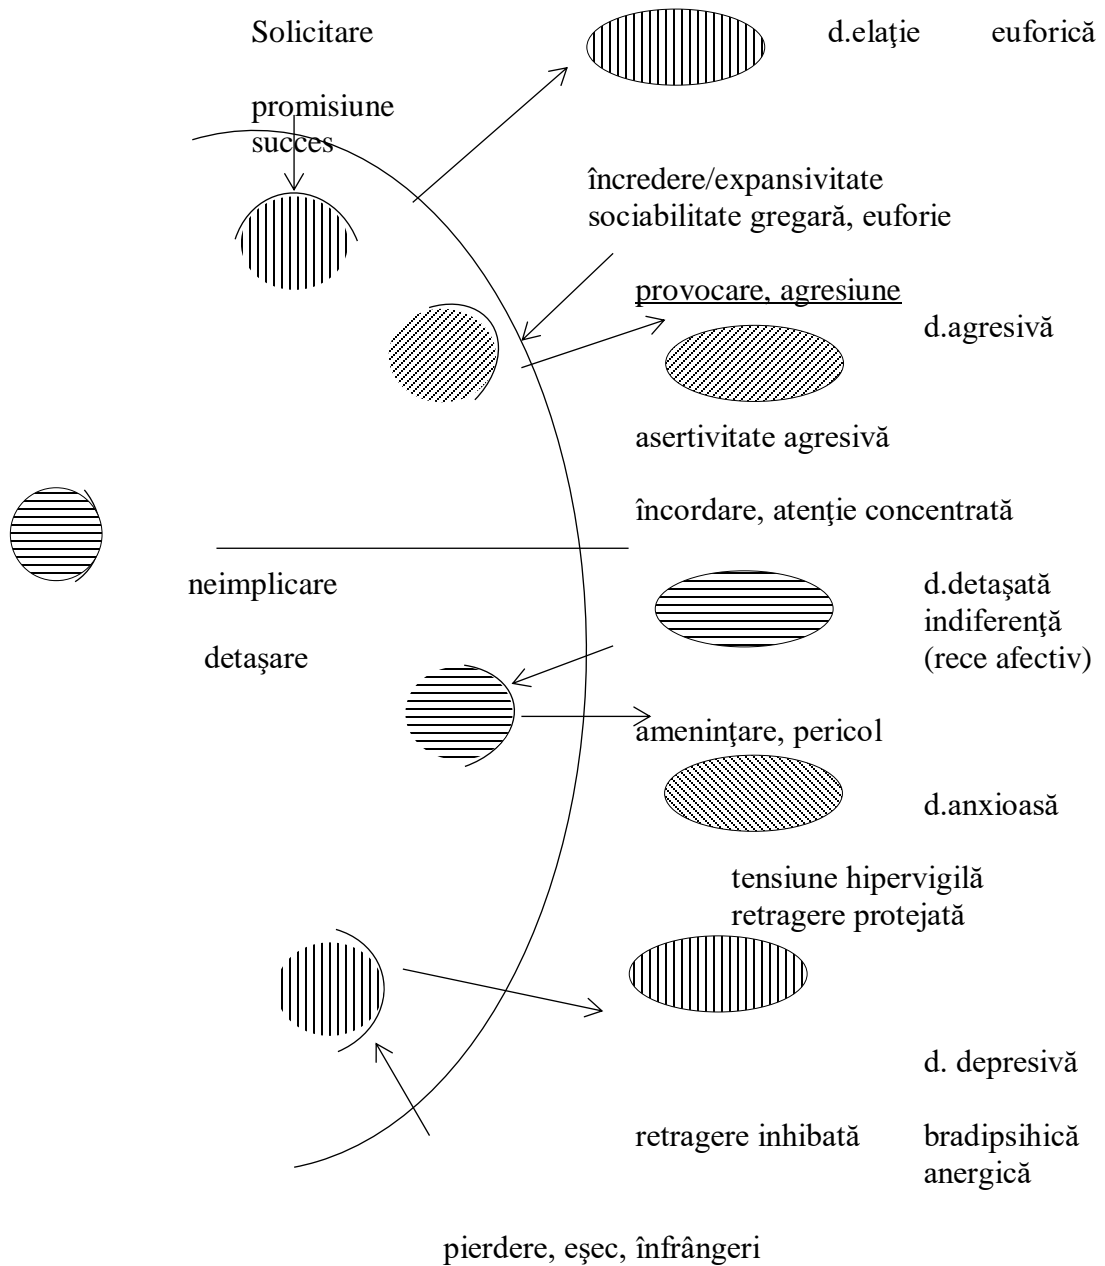 Solicitare
d.elaţie euforică
promisiune
succes
încredere/expansivitate
sociabilitate gregară, euforie
provocare, agresiune
d.agresivă
asertivitate agresivă
încordare, atenţie concentrată
neimplicare
d.detaşată
indiferenţă
(rece afectiv)
detaşare
ameninţare, pericol
d.anxioasă
tensiune hipervigilă
retragere protejată
d. depresivă
retragere inhibată
bradipsihică
anergică
pierdere, eşec, înfrângeri